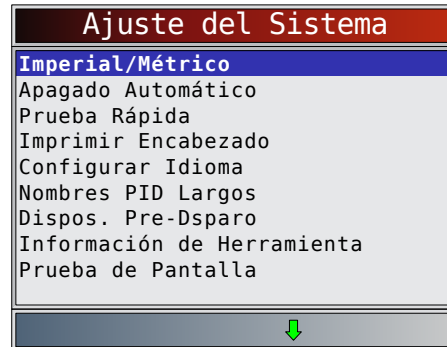 Ajuste del Sistema
Imperial/Métrico
Apagado Automático
Prueba Rápida
Imprimir Encabezado
Configurar Idioma
Nombres PID Largos
Dispos. Pre-Dsparo
Información de Herramienta
Prueba de Pantalla